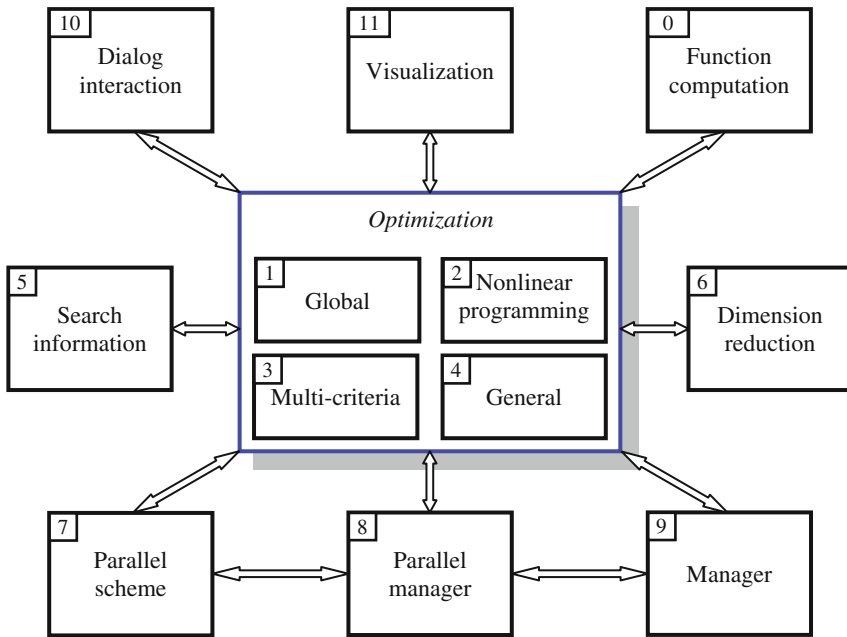 10
Dialog
interaction
11
Visualization
0
Function
computation
Optimization
1
Global
2
Nonlinear
programming
3
Multi-criteria
4
General
5
Search
information
6
Dimension
reduction
7
Parallel
scheme
8
Parallel
manager
9
Manager